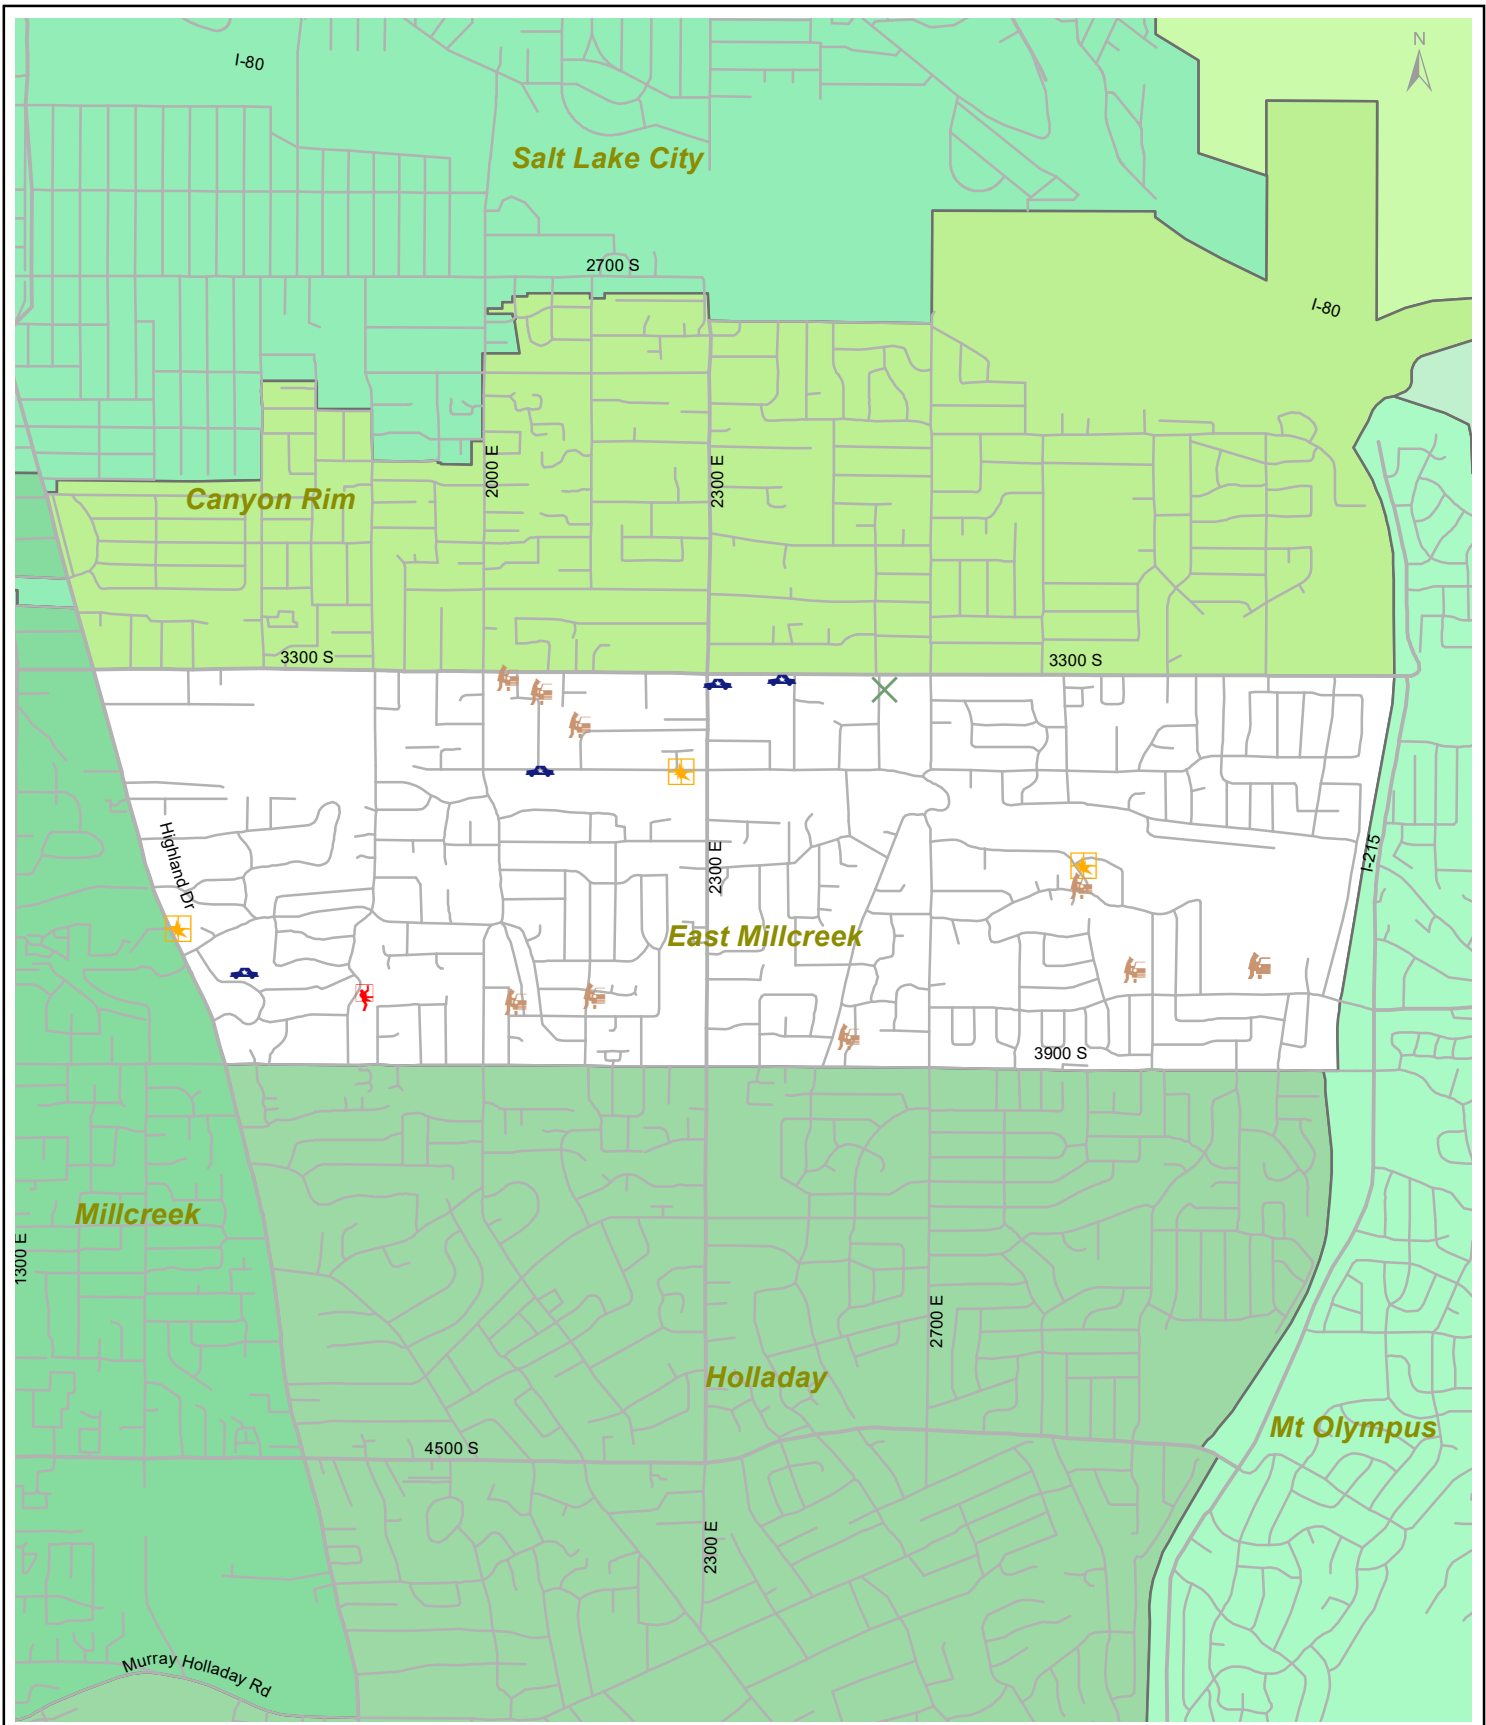 I-80
N
Salt Lake City
2700 S
I-80
2000 E
2300 E
Canyon Rim
3300 S
3300 S
Highland Dr
2300 E
I-215
East Millcreek
3900 S
Millcreek
1300 E
2700 E
Holladay
Mt Olympus
4500 S
2300 E
Murray Holladay Rd